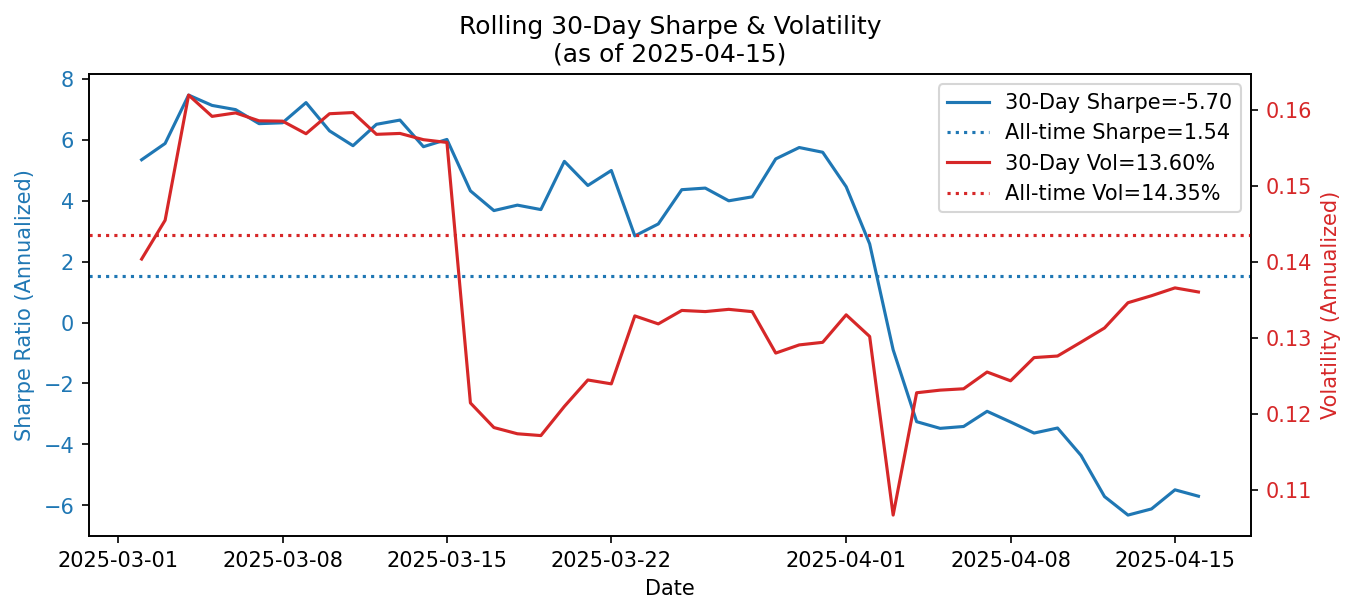 Rolling 30-Day Sharpe & Volatility
(as of 2025-04-15)
Sharpe Ratio (Annualized)
8
6
4
2
0
−2
−4
−6
30-Day Sharpe=-5.70
All-time Sharpe=1.54
30-Day Vol=13.60%
All-time Vol=14.35%
0.16
0.15
0.14
0.13
0.12
0.11
Volatility (Annualized)
2025-03-01 2025-03-08 2025-03-15 2025-03-22 2025-04-01 2025-04-08 2025-04-15
Date